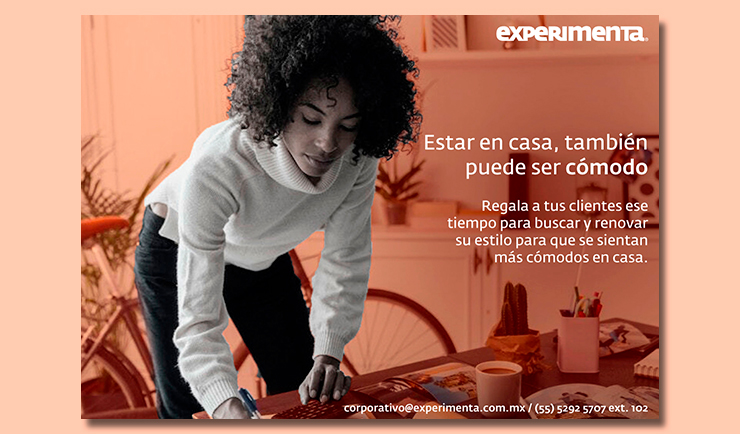 experimenta®
Estar en casa, también
puede ser cómodo
Regala a tus clientes ese
tiempo para buscar y renovar
su estilo para que se sientan
más cómodos en casa.
corporativo@experimenta.com.mx / (55) 5292 5707 ext. 102